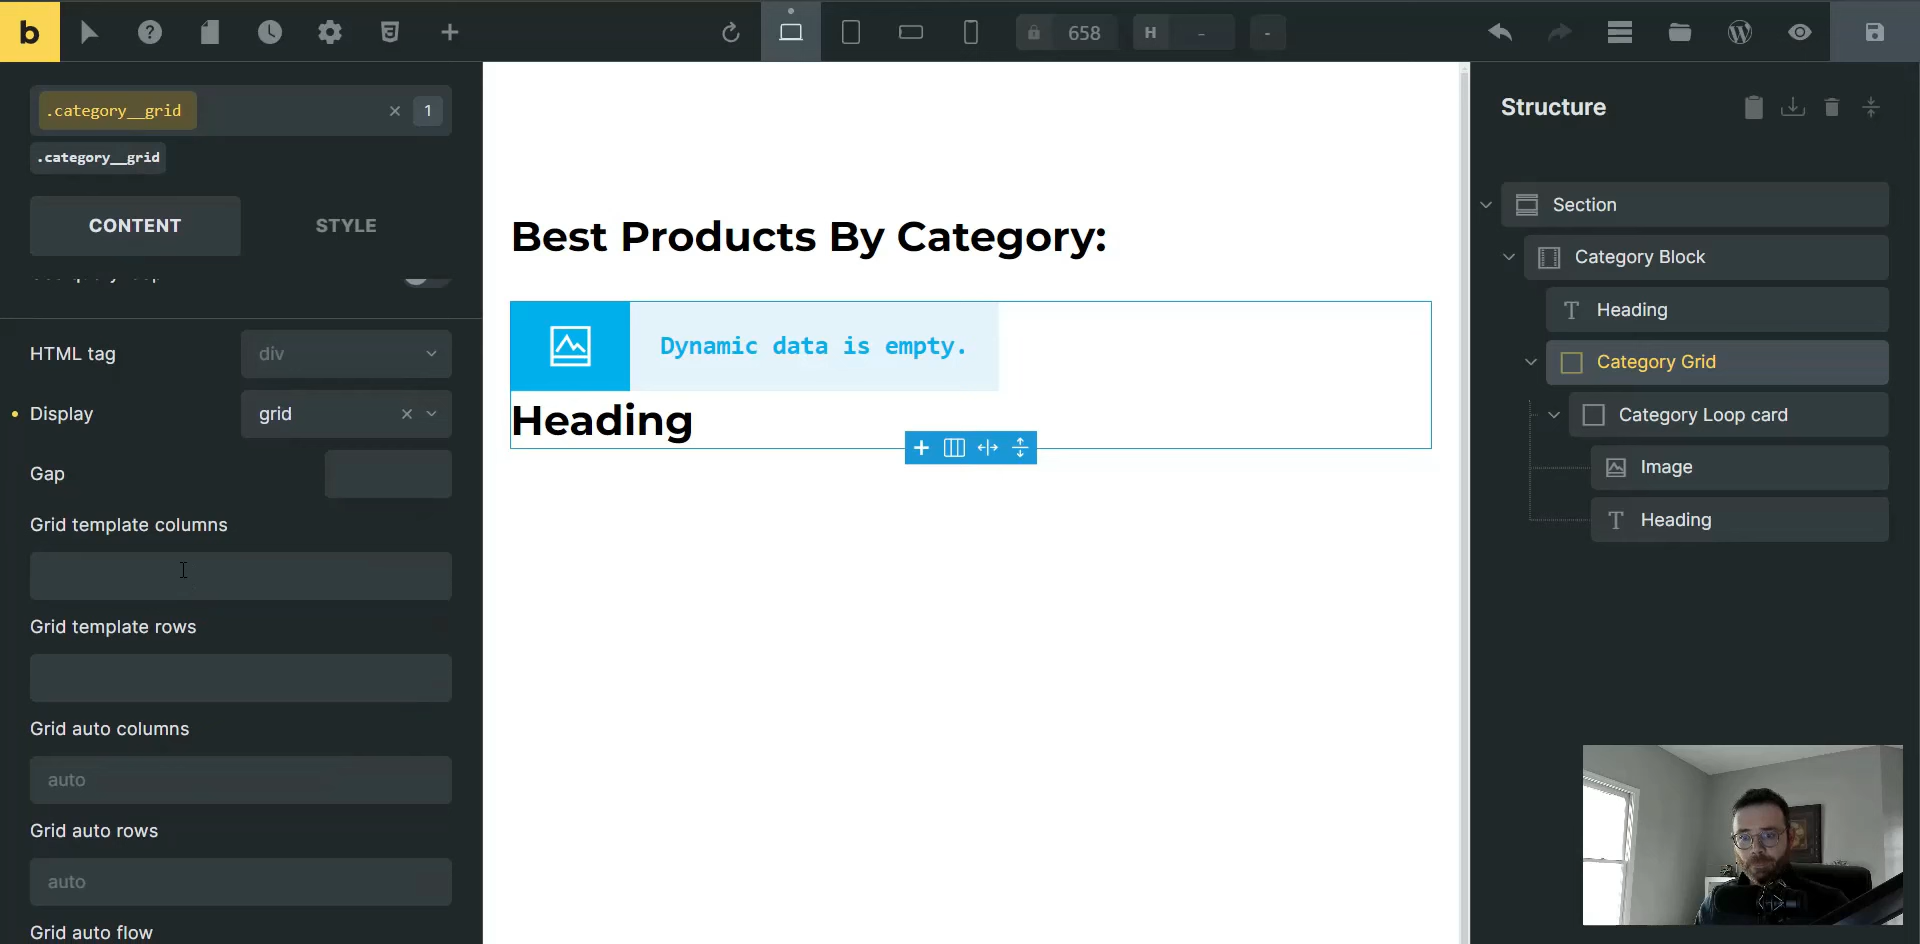 b
658
H
-
-
.category__grid
×
1
.category__grid
CONTENT
STYLE
HTML tag
div
Display
grid
×
Gap
Grid template columns
Grid template rows
Grid auto columns
auto
Grid auto rows
auto
Grid auto flow
Best Products By Category:
Dynamic data is empty.
Heading
Structure
Section
Category Block
Heading
Category Grid
Category Loop card
Image
Heading